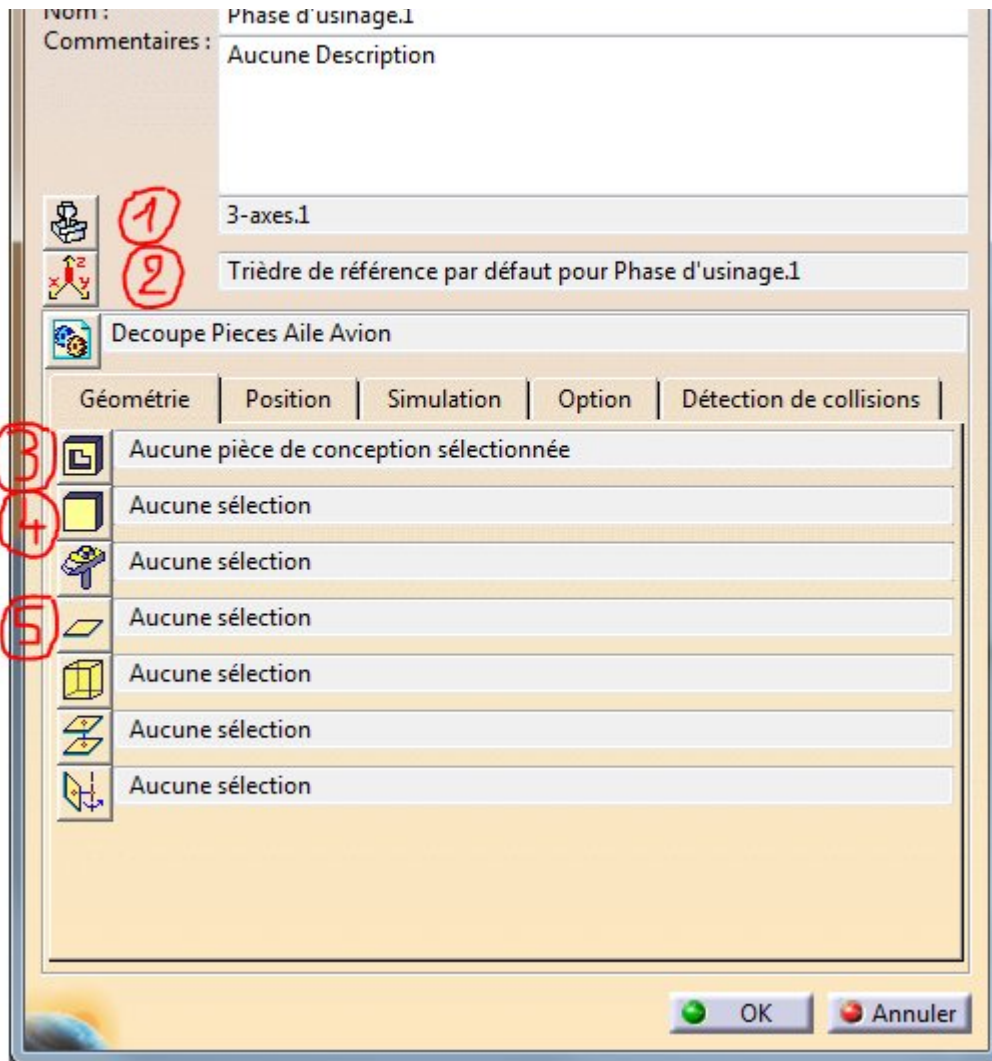 Nom :
Phase d'usinage.1
Commentaires :
Aucune Description
1
3-axes.1
z
x y
2
Trièdre de référence par défaut pour Phase d'usinage.1
Decoupe Pieces Aile Avion
Géométrie Position Simulation Option Détection de collisions
3
Aucune pièce de conception sélectionnée
4
Aucune sélection
Aucune sélection
5
Aucune sélection
Aucune sélection
Aucune sélection
Aucune sélection
OK Annuler